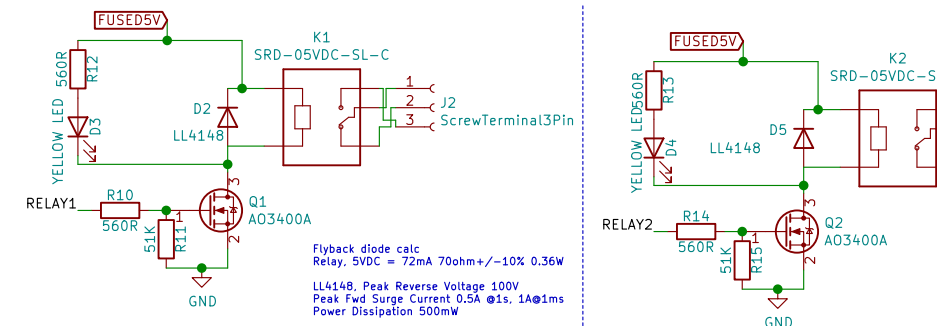 FUSED5V
K1
SRD-05VDC-SL-C
560R
R12
YELLOW LED
D3
D2
LL4148
1
2
3
J2
ScrewTerminal3Pin
RELAY1
R10
560R
1
51K
R11
3
Q1
AO3400A
2
GND
Flyback diode calc
Relay, 5VDC = 72mA 70ohm+/-10% 0.36W
LL4148, Peak Reverse Voltage 100V
Peak Fwd Surge Current 0.5A @1s, 1A@1ms
Power Dissipation 500mW
FUSED5V
K2
SRD-05VDC-S
560R
R13
YELLOW LED
D4
D5
LL4148
RELAY2
R14
560R
1
51K
R15
3
Q2
AO3400A
2
GND